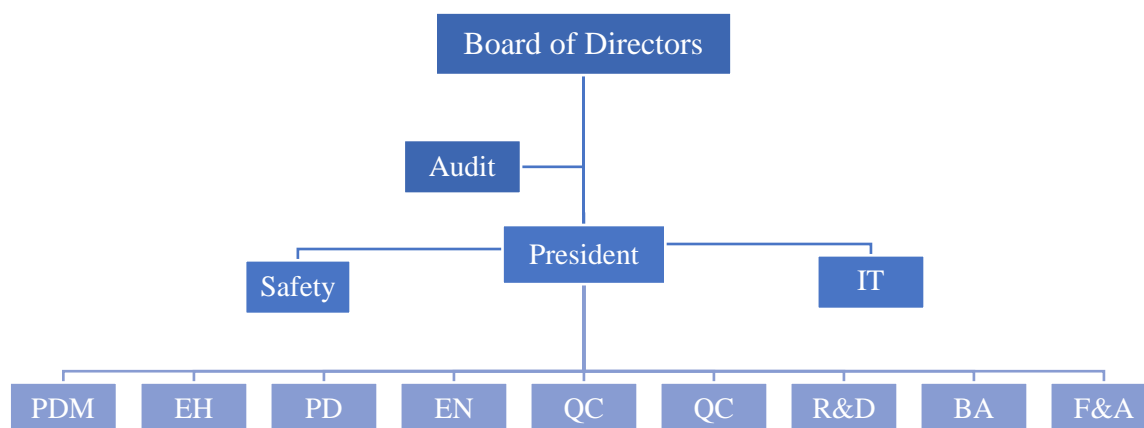 Board of Directors
Audit
President
Safety
IT
PDM
EH
PD
EN
QC
QC
R&D
BA
F&A